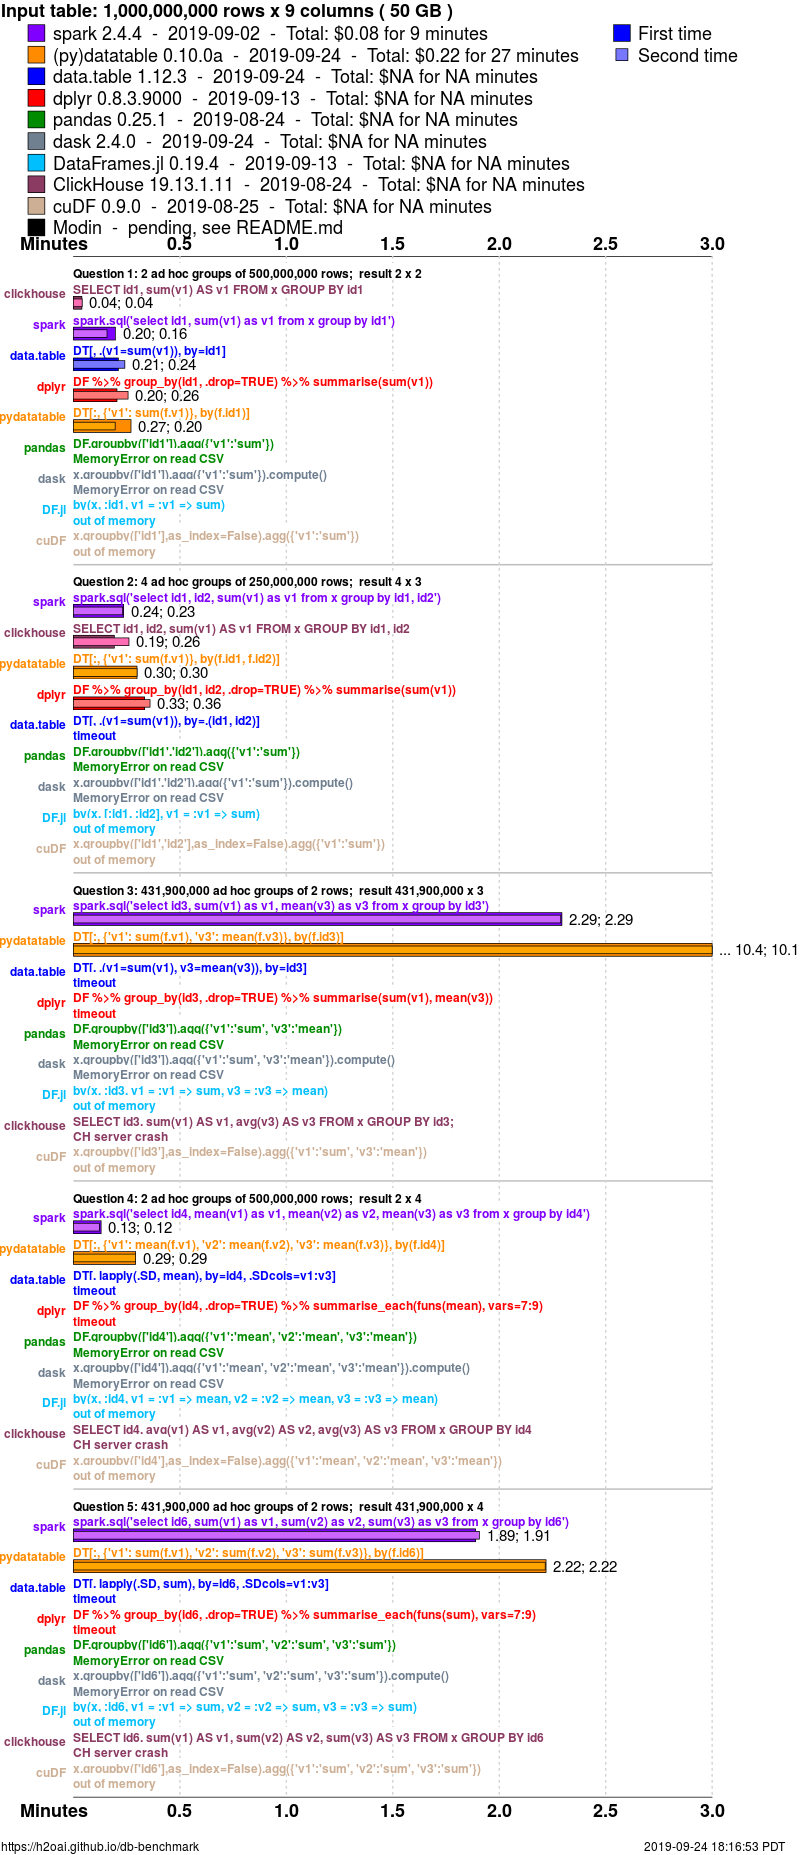 Input table: 1,000,000,000 rows x 9 columns ( 50 GB )
spark 2.4.4 - 2019-09-02 - Total: $0.08 for 9 minutes
First time
(py)datatable 0.10.0a - 2019-09-24 - Total: $0.22 for 27 minutes
Second time
data.table 1.12.3 - 2019-09-24 - Total: $NA for NA minutes
dplyr 0.8.3.9000 - 2019-09-13 - Total: $NA for NA minutes
pandas 0.25.1 - 2019-08-24 - Total: $NA for NA minutes
dask 2.4.0 - 2019-09-24 - Total: $NA for NA minutes
DataFrames.jl 0.19.4 - 2019-09-13 - Total: $NA for NA minutes
ClickHouse 19.13.1.11 - 2019-08-24 - Total: $NA for NA minutes
cuDF 0.9.0 - 2019-08-25 - Total: $NA for NA minutes
Modin - pending, see README.md
Minutes 0.5 1.0 1.5 2.0 2.5 3.0
Question 1: 2 ad hoc groups of 500,000,000 rows; result 2 x 2
clickhouse SELECT id1, sum(v1) AS v1 FROM x GROUP BY id1
0.04; 0.04
spark spark.sql('select id1, sum(v1) as v1 from x group by id1')
0.20; 0.16
data.table DT[, .(v1=sum(v1)), by=id1]
0.21; 0.24
dplyr DF %>% group_by(id1, .drop=TRUE) %>% summarise(sum(v1))
0.20; 0.26
pydatatable DT[:, {'v1': sum(f.v1)}, by(f.id1)]
0.27; 0.20
pandas DF.groupby(['id1']).agg({'v1':'sum'})
MemoryError on read CSV
dask x.groupby(['id1']).agg({'v1':'sum'}).compute()
MemoryError on read CSV
DF.jl by(x, :id1, v1 = :v1 => sum)
out of memory
cuDF x.groupby(['id1'],as_index=False).agg({'v1':'sum'})
out of memory
Question 2: 4 ad hoc groups of 250,000,000 rows; result 4 x 3
spark spark.sql('select id1, id2, sum(v1) as v1 from x group by id1, id2')
0.24; 0.23
clickhouse SELECT id1, id2, sum(v1) AS v1 FROM x GROUP BY id1, id2
0.19; 0.26
pydatatable DT[:, {'v1': sum(f.v1)}, by(f.id1, f.id2)]
0.30; 0.30
dplyr DF %>% group_by(id1, id2, .drop=TRUE) %>% summarise(sum(v1))
0.33; 0.36
data.table DT[, .(v1=sum(v1)), by=.(id1, id2)]
timeout
pandas DF.groupby(['id1','id2']).agg({'v1':'sum'})
MemoryError on read CSV
dask x.groupby(['id1','id2']).agg({'v1':'sum'}).compute()
MemoryError on read CSV
DF.jl by(x, [:id1, :id2], v1 = :v1 => sum)
out of memory
cuDF x.groupby(['id1','id2'],as_index=False).agg({'v1':'sum'})
out of memory
Question 3: 431,900,000 ad hoc groups of 2 rows; result 431,900,000 x 3
spark spark.sql('select id3, sum(v1) as v1, mean(v3) as v3 from x group by id3')
2.29; 2.29
pydatatable DT[:, {'v1': sum(f.v1), 'v3': mean(f.v3)}, by(f.id3)]
... 10.4; 10.1
data.table DT[, .(v1=sum(v1), v3=mean(v3)), by=id3]
timeout
dplyr DF %>% group_by(id3, .drop=TRUE) %>% summarise(sum(v1), mean(v3))
timeout
pandas DF.groupby(['id3']).agg({'v1':'sum', 'v3':'mean'})
MemoryError on read CSV
dask x.groupby(['id3']).agg({'v1':'sum', 'v3':'mean'}).compute()
MemoryError on read CSV
DF.jl by(x, :id3, v1 = :v1 => sum, v3 = :v3 => mean)
out of memory
clickhouse SELECT id3, sum(v1) AS v1, avg(v3) AS v3 FROM x GROUP BY id3;
CH server crash
cuDF x.groupby(['id3'],as_index=False).agg({'v1':'sum', 'v3':'mean'})
out of memory
Question 4: 2 ad hoc groups of 500,000,000 rows; result 2 x 4
spark spark.sql('select id4, mean(v1) as v1, mean(v2) as v2, mean(v3) as v3 from x group by id4')
0.13; 0.12
pydatatable DT[:, {'v1': mean(f.v1), 'v2': mean(f.v2), 'v3': mean(f.v3)}, by(f.id4)]
0.29; 0.29
data.table DT[, lapply(.SD, mean), by=id4, .SDcols=v1:v3]
timeout
dplyr DF %>% group_by(id4, .drop=TRUE) %>% summarise_each(funs(mean), vars=7:9)
timeout
pandas DF.groupby(['id4']).agg({'v1':'mean', 'v2':'mean', 'v3':'mean'})
MemoryError on read CSV
dask x.groupby(['id4']).agg({'v1':'mean', 'v2':'mean', 'v3':'mean'}).compute()
MemoryError on read CSV
DF.jl by(x, :id4, v1 = :v1 => mean, v2 = :v2 => mean, v3 = :v3 => mean)
out of memory
clickhouse SELECT id4, avg(v1) AS v1, avg(v2) AS v2, avg(v3) AS v3 FROM x GROUP BY id4
CH server crash
cuDF x.groupby(['id4'],as_index=False).agg({'v1':'mean', 'v2':'mean', 'v3':'mean'})
out of memory
Question 5: 431,900,000 ad hoc groups of 2 rows; result 431,900,000 x 4
spark spark.sql('select id6, sum(v1) as v1, sum(v2) as v2, sum(v3) as v3 from x group by id6')
1.89; 1.91
pydatatable DT[:, {'v1': sum(f.v1), 'v2': sum(f.v2), 'v3': sum(f.v3)}, by(f.id6)]
2.22; 2.22
data.table DT[, lapply(.SD, sum), by=id6, .SDcols=v1:v3]
timeout
dplyr DF %>% group_by(id6, .drop=TRUE) %>% summarise_each(funs(sum), vars=7:9)
timeout
pandas DF.groupby(['id6']).agg({'v1':'sum', 'v2':'sum', 'v3':'sum'})
MemoryError on read CSV
dask x.groupby(['id6']).agg({'v1':'sum', 'v2':'sum', 'v3':'sum'}).compute()
MemoryError on read CSV
DF.jl by(x, :id6, v1 = :v1 => sum, v2 = :v2 => sum, v3 = :v3 => sum)
out of memory
clickhouse SELECT id6, sum(v1) AS v1, sum(v2) AS v2, sum(v3) AS v3 FROM x GROUP BY id6
CH server crash
cuDF x.groupby(['id6'],as_index=False).agg({'v1':'sum', 'v2':'sum', 'v3':'sum'})
out of memory
Minutes 0.5 1.0 1.5 2.0 2.5 3.0
https://h2oai.github.io/db-benchmark
2019-09-24 18:16:53 PDT